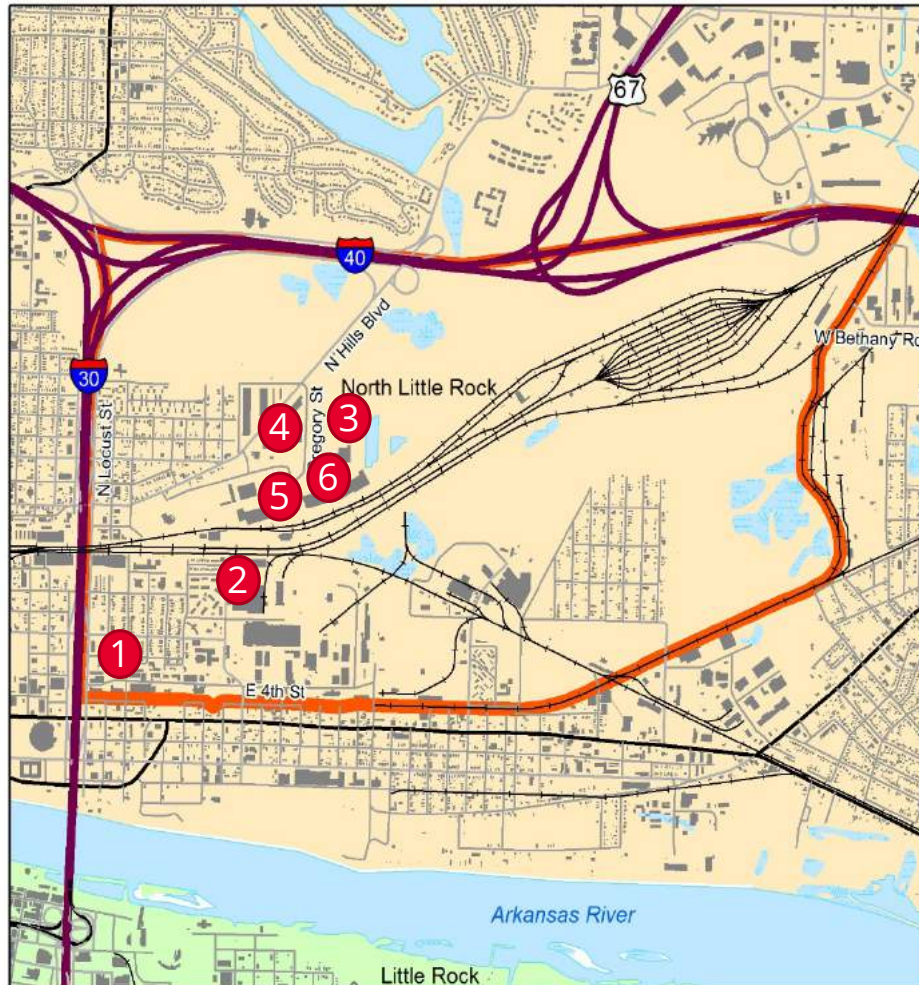 67
40
N Hills Blvd
30
W Bethany Ro
North Little Rock
N Locust St
regory St
3
4
6
5
2
1
E 4th St
Arkansas River
Little Rock